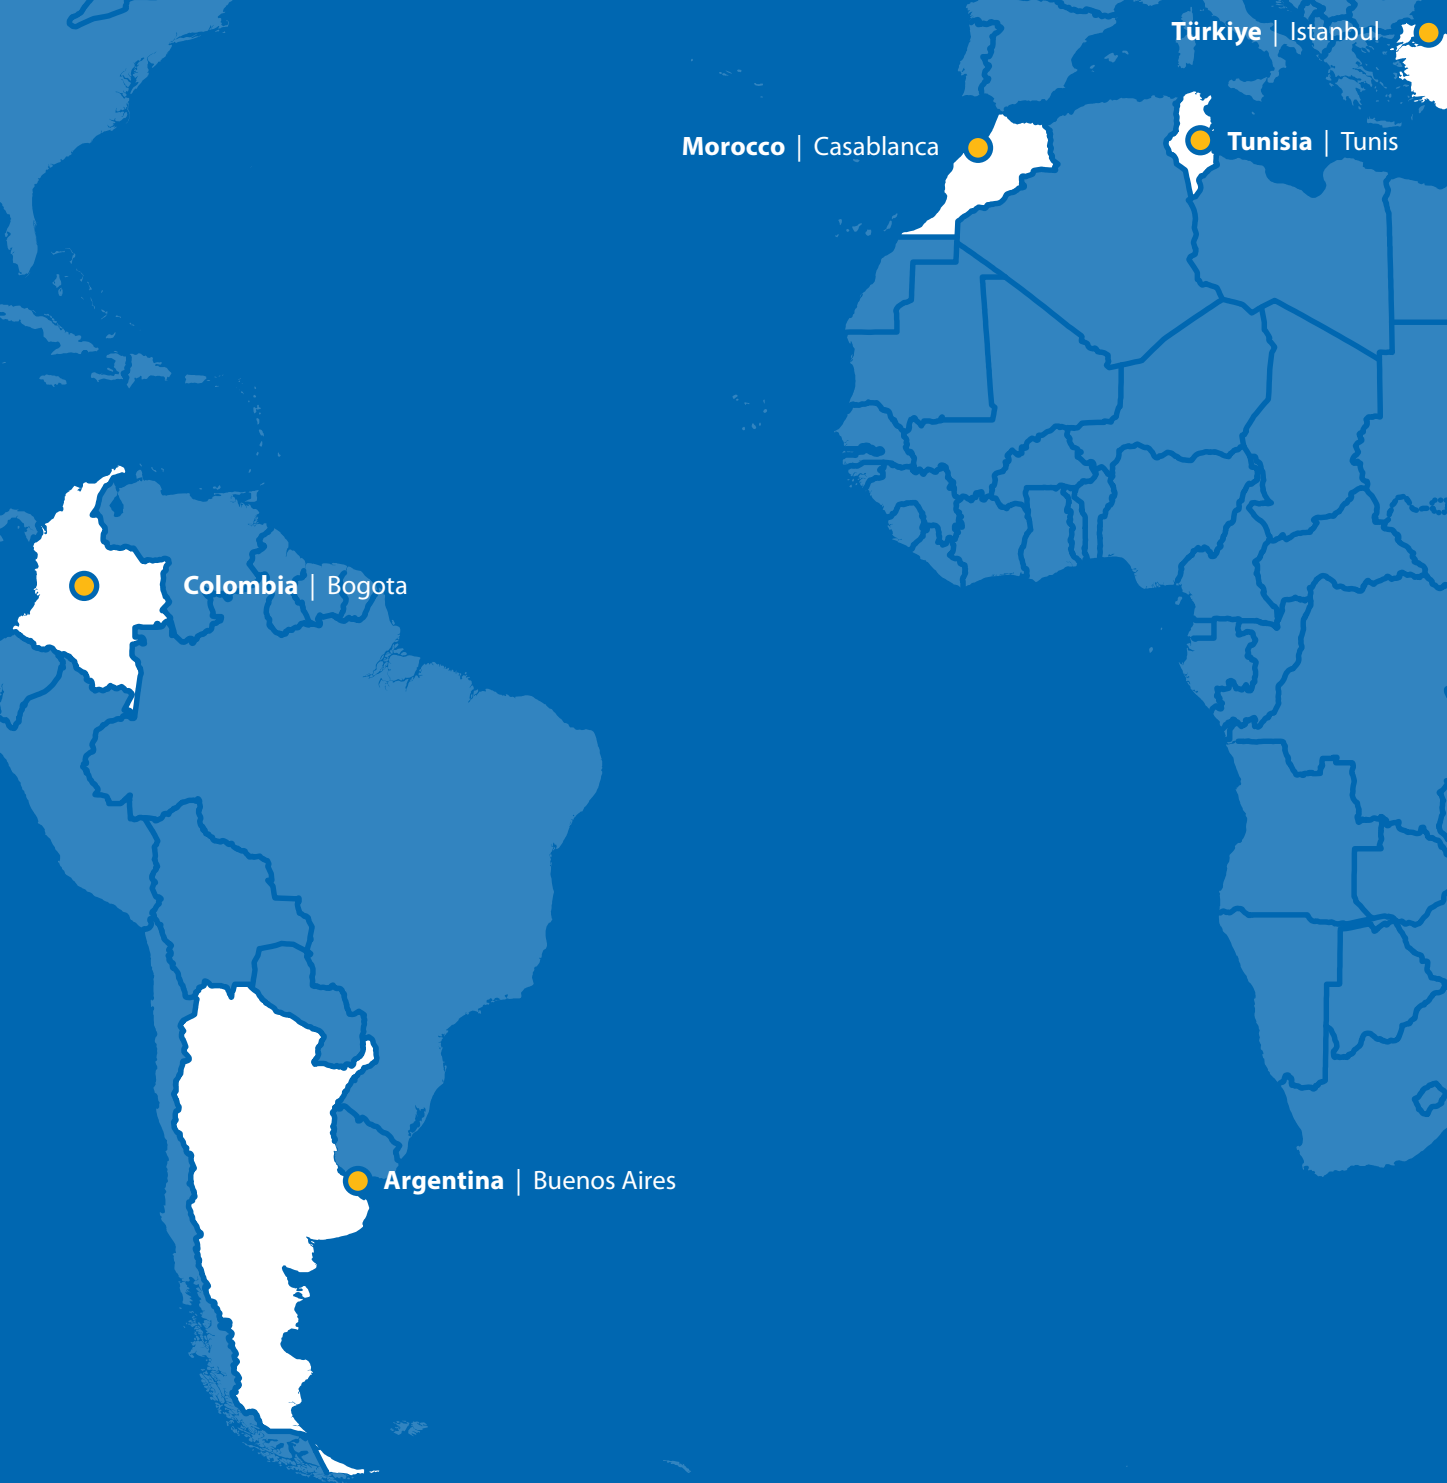 Türkiye | Istanbul
Morocco | Casablanca
Tunisia | Tunis
Colombia | Bogota
Argentina | Buenos Aires